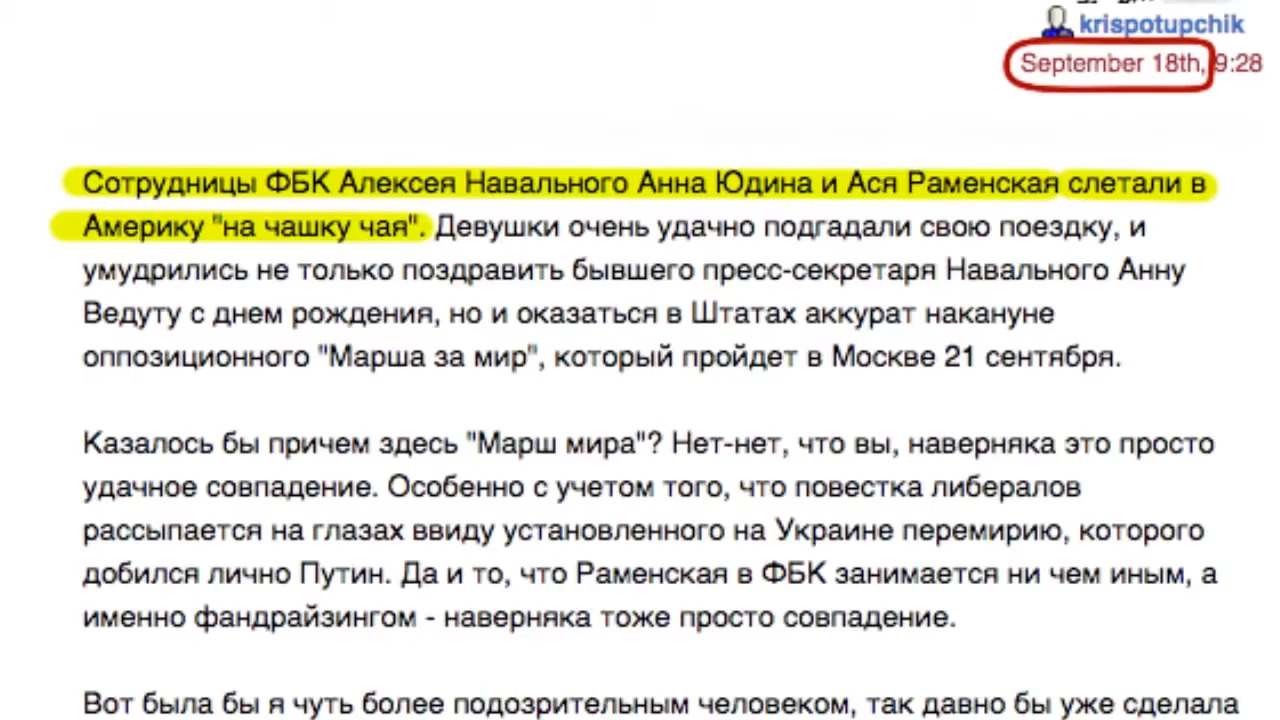 krispotupchik
September 18th, 9:28
Сотрудницы ФБК Алексея Навального Анна Юдина и Ася Раменская слетали в
Америку "на чашку чая". Девушки очень удачно подгадали свою поездку, и
умудрились не только поздравить бывшего пресс-секретаря Навального Анну
Ведуту с днем рождения, но и оказаться в Штатах аккурат накануне
оппозиционного "Марша за мир", который пройдет в Москве 21 сентября.
Казалось бы причем здесь "Марш мира"? Нет-нет, что вы, наверняка это просто
удачное совпадение. Особенно с учетом того, что повестка либералов
рассыпается на глазах ввиду установленного на Украине перемирию, которого
добился лично Путин. Да и то, что Раменская в ФБК занимается ни чем иным, а
именно фандрайзингом - наверняка тоже просто совпадение.
Вот была бы я чуть более подозрительным человеком, так давно бы уже сделала